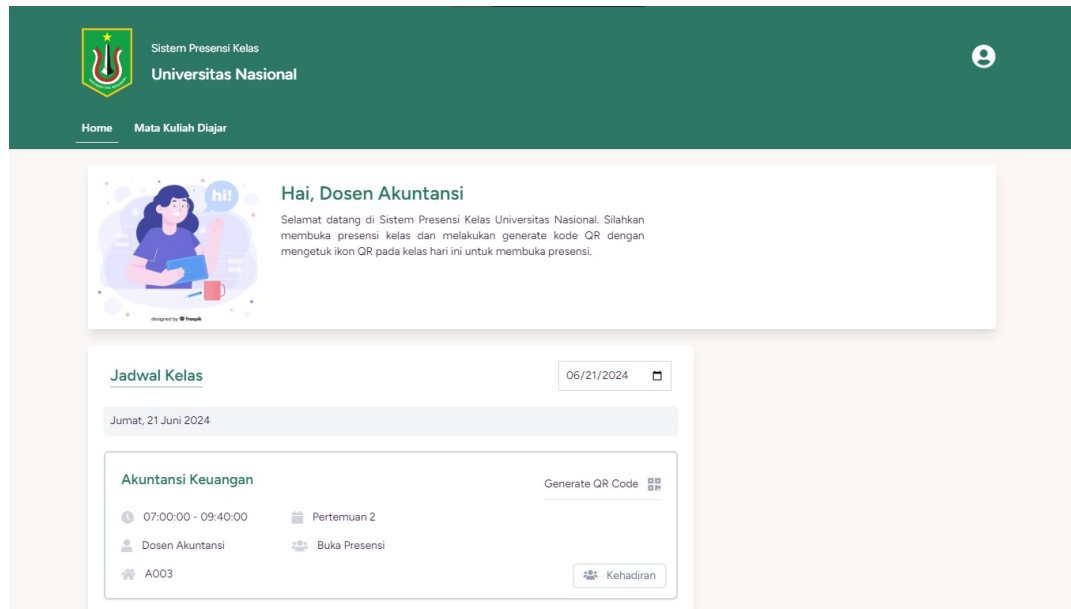 Sistem Presensi Kelas
Universitas Nasional
Home Mata Kuliah Diajar
hi!
Hai, Dosen Akuntansi
Selamat datang di Sistem Presensi Kelas Universitas Nasional. Silahkan
membuka presensi kelas dan melakukan generate kode QR dengan
mengetuk ikon QR pada kelas hari ini untuk membuka presensi.
designed by freepik
Jadwal Kelas 06/21/2024
Jumat, 21 Juni 2024
Akuntansi Keuangan Generate QR Code
07:00:00 - 09:40:00 Pertemuan 2
Dosen Akuntansi Buka Presensi
A003 Kehadiran